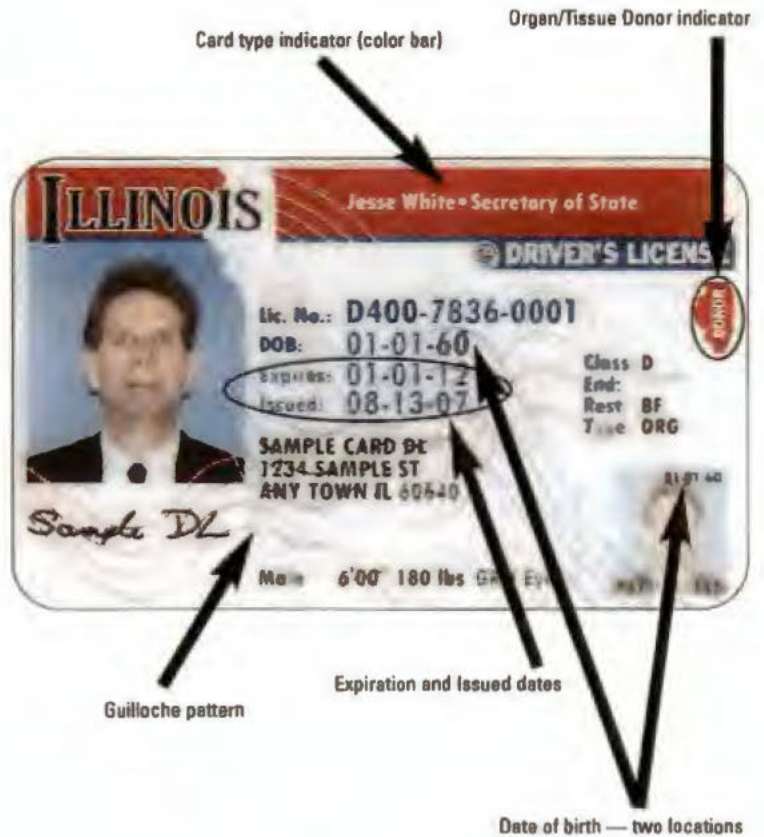 Organ/Tissue Donor indicator
Card type indicator (color bar)
ILLINOIS
Jesse White • Secretary of State
DRIVER'S LICENSE
DONOR
Lic. No.: D400-7836-0001
DOB: 01-01-60
Expires: 01-01-12
Issued: 08-13-07
Class D
End:
Rest BF
Type ORG
SAMPLE CARD DL
1234 SAMPLE ST
ANY TOWN IL 60640
01 01 60
Sample DL
6'00" 180 lbs
Expiration and Issued dates
Guilloche pattern
Date of birth — two locations